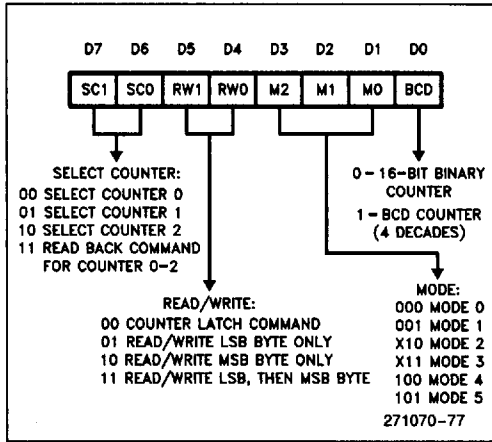 D7 D6 D5 D4 D3 D2 D1 D0
SC1 SC0 RW1 RW0 M2 M1 M0 BCD
SELECT COUNTER:
00 SELECT COUNTER 0
01 SELECT COUNTER 1
10 SELECT COUNTER 2
11 READ BACK COMMAND
FOR COUNTER 0-2
0-16-BIT BINARY
COUNTER
1-BCD COUNTER
(4 DECADES)
READ/WRITE:
00 COUNTER LATCH COMMAND
01 READ/WRITE LSB BYTE ONLY
10 READ/WRITE MSB BYTE ONLY
11 READ/WRITE LSB, THEN MSB BYTE
MODE:
000 MODE 0
001 MODE 1
X10 MODE 2
X11 MODE 3
100 MODE 4
101 MODE 5
271070-77